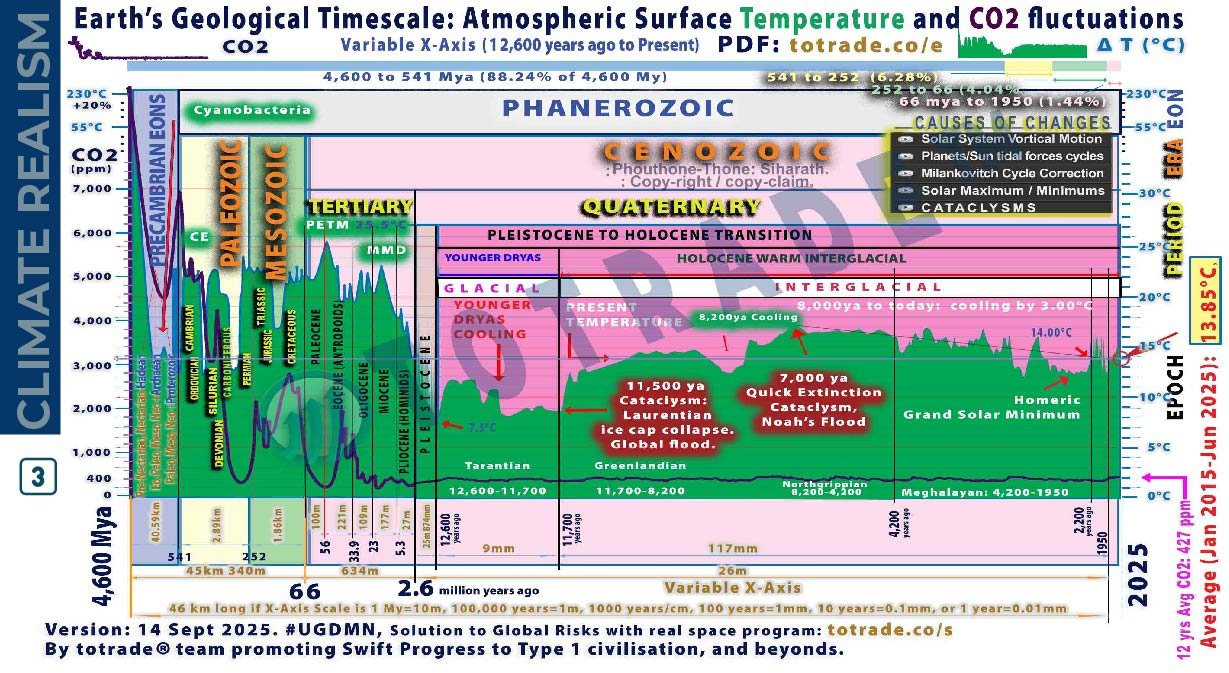 Earth's Geological Timescale: Atmospheric Surface Temperature and CO2 fluctuations
CO2
Variable X-Axis (12,600 years ago to Present) PDF: totrade.co/e
Δ T (°C)
4,600 to 541 Mya (88.24% of 4,600 My)
541 to 252 (6.28%)
252 to 66 (4.04%
66 mya to 1950 (1.44%)
CLIMATE REALISM
3
230°C
+20%
55°C
CO2
(ppm)
7,000
6,000
5,000
4,000
3,000
2,000
1,000
400
0
PRECAMBRIAN EONS
Cyanobacteria
PHANEROZOIC
CAUSES OF CHANGES
Solar System Vortical Motion
Planets/Sun tidal forces cycles
Milankovitch Cycle Correction
Solar Maximum / Minimums
CATACLYSMS
PALEOZOIC
MESOZOIC
CENOZOIC
: Phouthone-Thone: Siharath.
: Copy-right / copy-claim.
TERTIARY
QUATERNARY
CE
PETM 25.5°C
MMD
PLEISTOCENE TO HOLOCENE TRANSITION
YOUNGER DRYAS
HOLOCENE WARM INTERGLACIAL
GLACIAL
INTERGLACIAL
YOUNGER
DRYAS
COOLING
PRESENT
TEMPERATURE
8,000ya to today: cooling by 3.00°C
8,200ya Cooling
14.00°C
11,500 ya
Cataclysm:
Laurentian
ice cap collapse.
Global flood.
7,000 ya
Quick Extinction
Cataclysm,
Noah's Flood
Homeric
Grand Solar Minimum
7.5°C
CAMBRIAN
ORDOVICIAN
SILURIAN
DEVONIAN
CARBONIFEROUS
PERMIAN
TRIASSIC
JURASSIC
CRETACEOUS
PALEOCENE
EOCENE (ANTROPOIDS)
OLIGOCENE
MIOCENE
PLIOCENE (HOMINIDS)
PLEISTOCENE
Tarantian
Greenlandian
Northgrippian
12,600-11,700
11,700-8,200
8,200-4,200
Meghalayan: 4,200-1950
TOTRADE
230°C
55°C
30°C
25°C
20°C
15°C
10°C
5°C
0°C
EPOCH PERIOD ERA EON
13.85°C,
Average (Jan 2015-Jun 2025):
12 yrs Avg CO2: 427 ppm
4,600 Mya
40.59km
2.89km
1.86km
100m
221m
109m
177m
27m
25m874mm
541
252
56
33.9
23
5.3
12,600
years ago
11,700
years ago
4,200
years ago
2,200
years ago
1950
2025
9mm
117mm
45km 340m
634m
26m
66
2.6 million years ago
Variable X-Axis
46 km long if X-Axis Scale is 1 My=10m, 100,000 years=1m, 1000 years/cm, 100 years=1mm, 10 years=0.1mm, or 1 year=0.01mm
Version: 14 Sept 2025. #UGDMN, Solution to Global Risks with real space program: totrade.co/s
By totrade® team promoting Swift Progress to Type 1 civilisation, and beyonds.